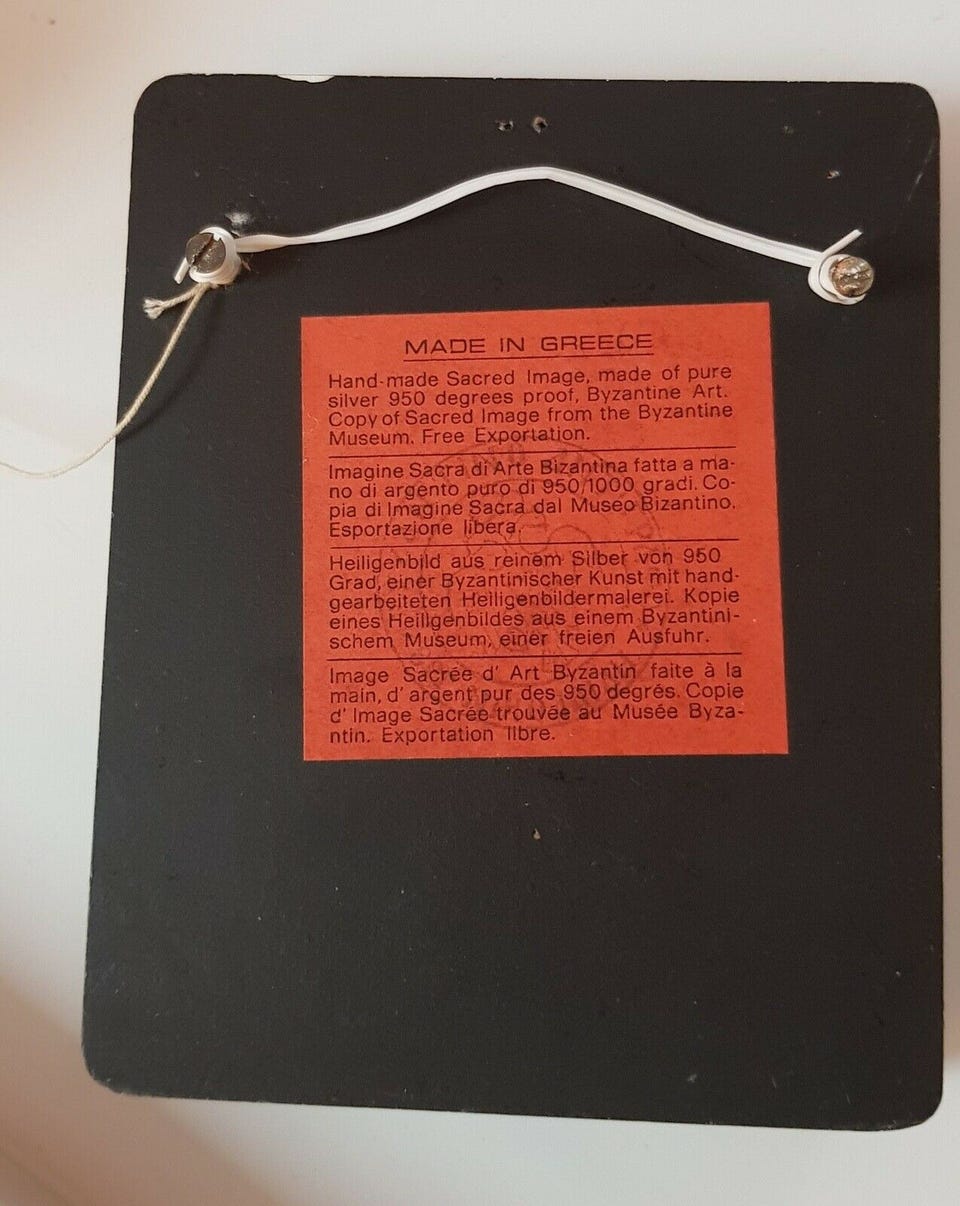 MADE IN GREECE
Hand-made Sacred Image, made of pure
silver 950 degrees proof, Byzantine Art.
Copy of Sacred Image from the Byzantine
Museum. Free Exportation.
Imagine Sacra di Arte Bizantina fatta a ma-
no di argento puro di 950/1000 gradi. Co-
pia di Imagine Sacra dal Museo Bizantino.
Esportazione libera.
Heiligenbild aus reinem Silber von 950
Grad, einer Byzantinischer Kunst mit hand-
gearbeiteten Heiligenbildermalerei. Kopie
eines Heiligenbildes aus einem Byzantini-
schem Museum, einer freien Ausfuhr.
Image Sacrée d' Art Byzantin faite à la
main, d' argent pur des 950 degrés. Copie
d' Image Sacrée trouvée au Musée Byza-
ntin. Exportation libre.